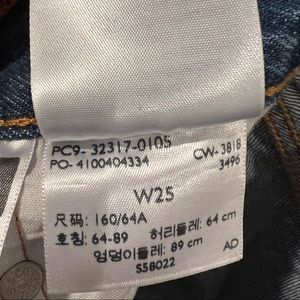 PC9- 32317-0105 CW- 3818
PO- 4100404334 3496
W25
尺码: 160/64A
호칭: 64-89 허리둘레: 64 cm
엉덩이둘레: 89 cm
S58022 AD